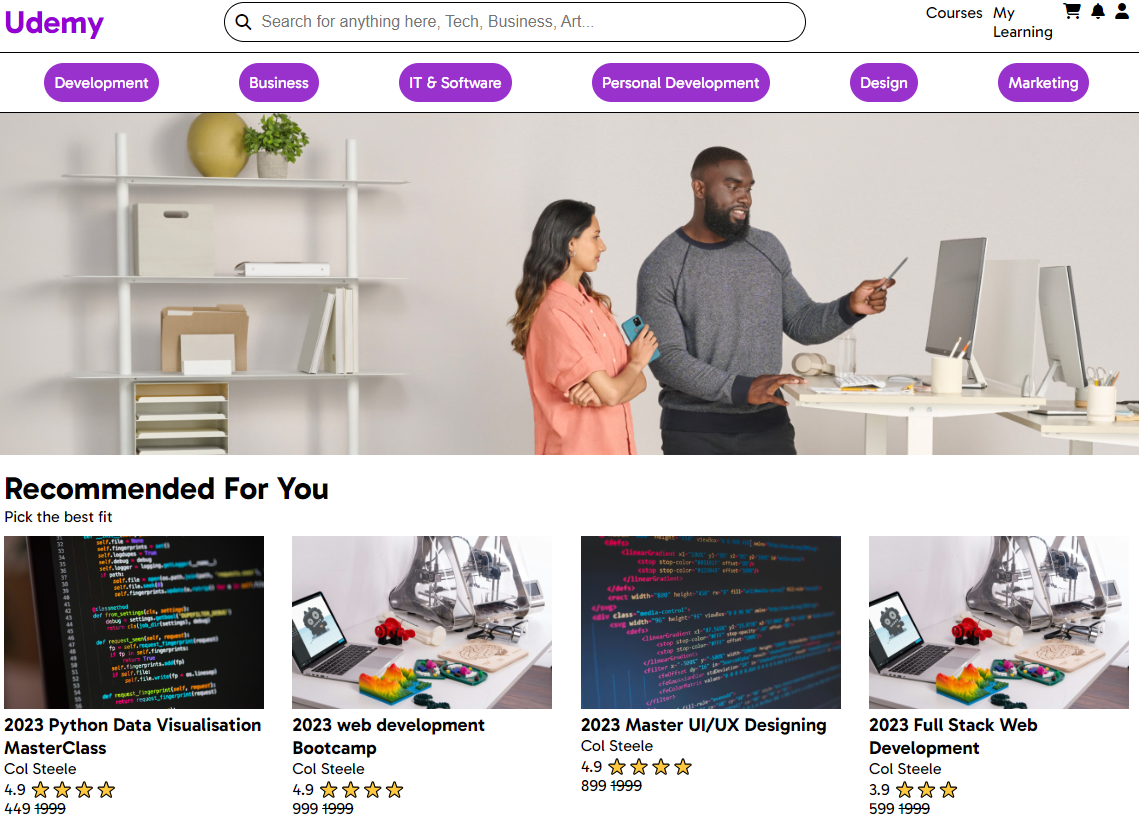 Udemy
Search for anything here, Tech, Business, Art...
Courses
My
Learning
Development
Business
IT & Software
Personal Development
Design
Marketing
Recommended For You
Pick the best fit
2023 Python Data Visualisation
MasterClass
Col Steele
4.9
449 1999
2023 web development
Bootcamp
Col Steele
4.9
999 1999
2023 Master UI/UX Designing
Col Steele
4.9
899 1999
2023 Full Stack Web
Development
Col Steele
3.9
599 1999